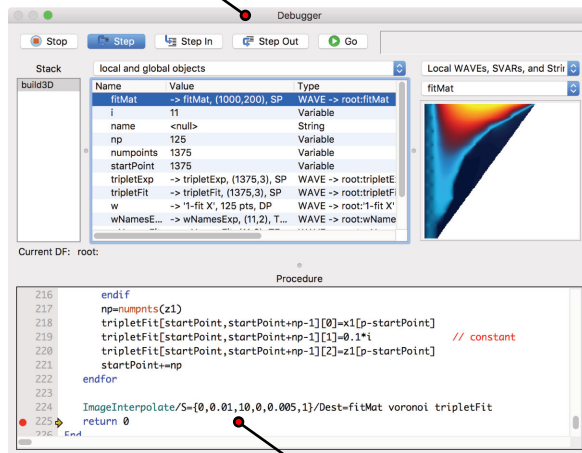 Debugger
Stop Step Step In Step Out Go
Stack local and global objects Local WAVEs, SVARs, and Strir
build3D Name Value Type fitMat
fitMat -> fitMat, (1000,200), SP WAVE -> root:fitMat
i 11 Variable
name <null> String
np 125 Variable
numpoints 1375 Variable
startPoint 1375 Variable
tripletExp -> tripletExp, (1375,3), SP WAVE -> root:tripletE
tripletFit -> tripletFit, (1375,3), SP WAVE -> root:tripletF
w -> '1-fit X', 125 pts, DP WAVE -> root:'1-fit X'
wNamesE... -> wNamesExp, (11,2), T... WAVE -> root:wName
Current DF: root:
Procedure
216 endif
217 np=numpnts(z1)
218 tripletFit[startPoint,startPoint+np-1][0]=x1[p-startPoint]
219 tripletFit[startPoint,startPoint+np-1][1]=0.1*i // constant
220 tripletFit[startPoint,startPoint+np-1][2]=z1[p-startPoint]
221 startPoint+=np
222 endfor
223
224 ImageInterpolate/S={0,0.01,10,0,0.005,1}/Dest=fitMat voronoi tripletFit
225 return 0
226 End